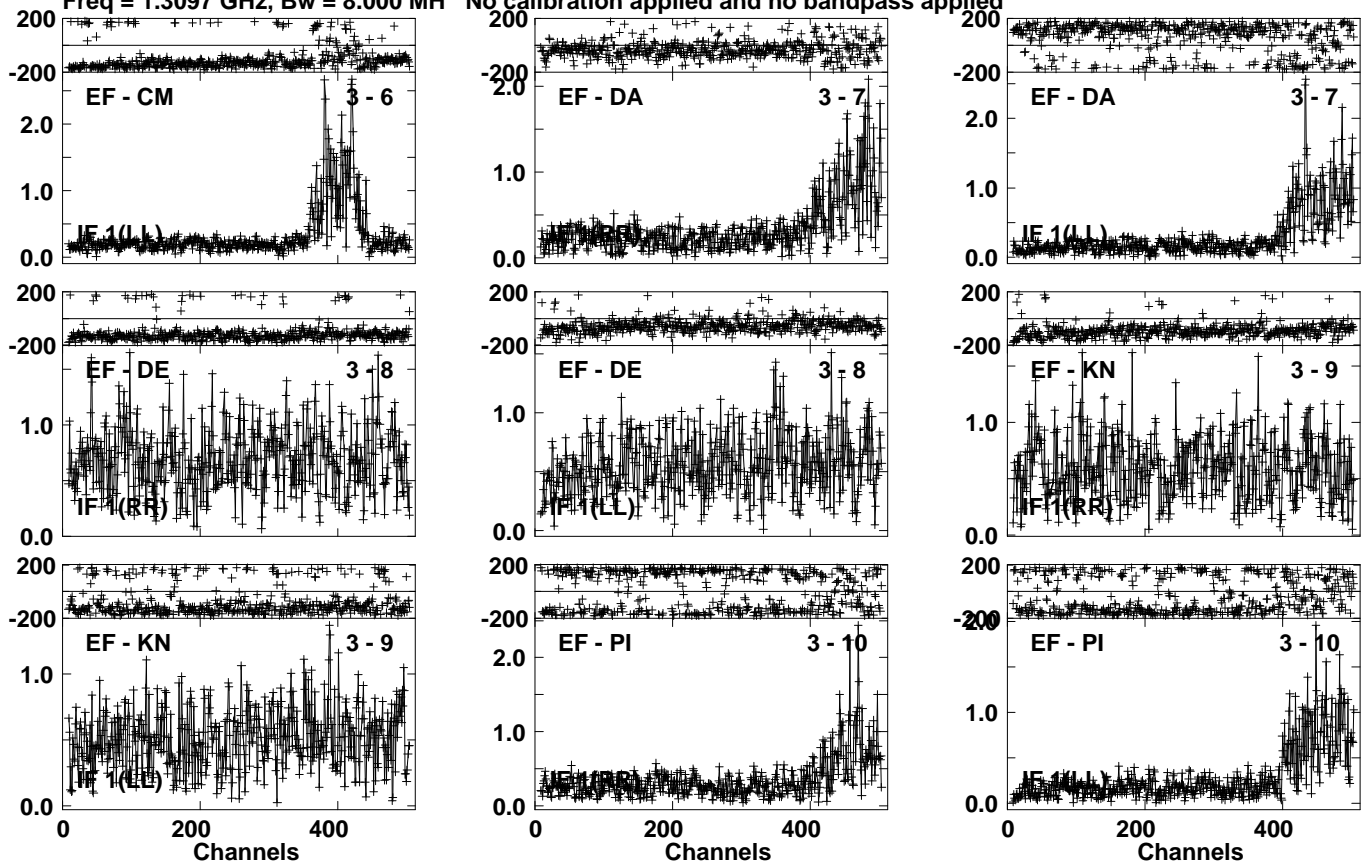 Freq = 1.3097 GHz, Bw = 8.000 MH No calibration applied and no bandpass applied
200 200 200
-200 -200 -200
EF - CM 3 - 6 EF - DA 3 - 7 EF - DA 3 - 7
2.0 2.0 2.0
1.0 1.0 1.0
IF 1(LL) IF 1(RR) IF 1(LL)
0.0 0.0 0.0
200 200 200
-200 -200 -200
EF - DE 3 - 8 EF - DE 3 - 8 EF - KN 3 - 9
1.0 1.0 1.0
IF 1(RR) IF 1(LL) IF 1(RR)
0.0 0.0 0.0
200 200 200
-200 -200 -200
2.0
EF - KN 3 - 9 EF - PI 3 - 10 EF - PI 3 - 10
2.0
1.0 1.0 1.0
IF 1(LL) IF 1(RR) IF 1(LL)
0.0 0.0 0.0
0 200 400 0 200 400 0 200 400
Channels Channels Channels